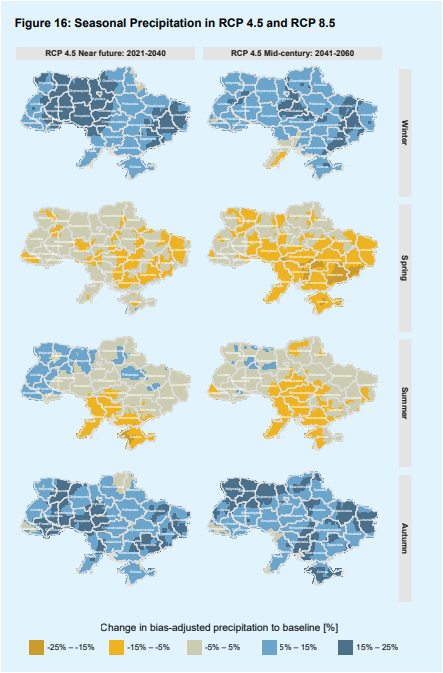 Figure 16: Seasonal Precipitation in RCP 4.5 and RCP 8.5
RCP 4.5 Near future: 2021-2040
RCP 4.5 Mid-century: 2041-2060
Winter
Spring
Summer
Autumn
Change in bias-adjusted precipitation to baseline [%]
-25% – -15%
-15% – -5%
-5% – 5%
5% – 15%
15% – 25%